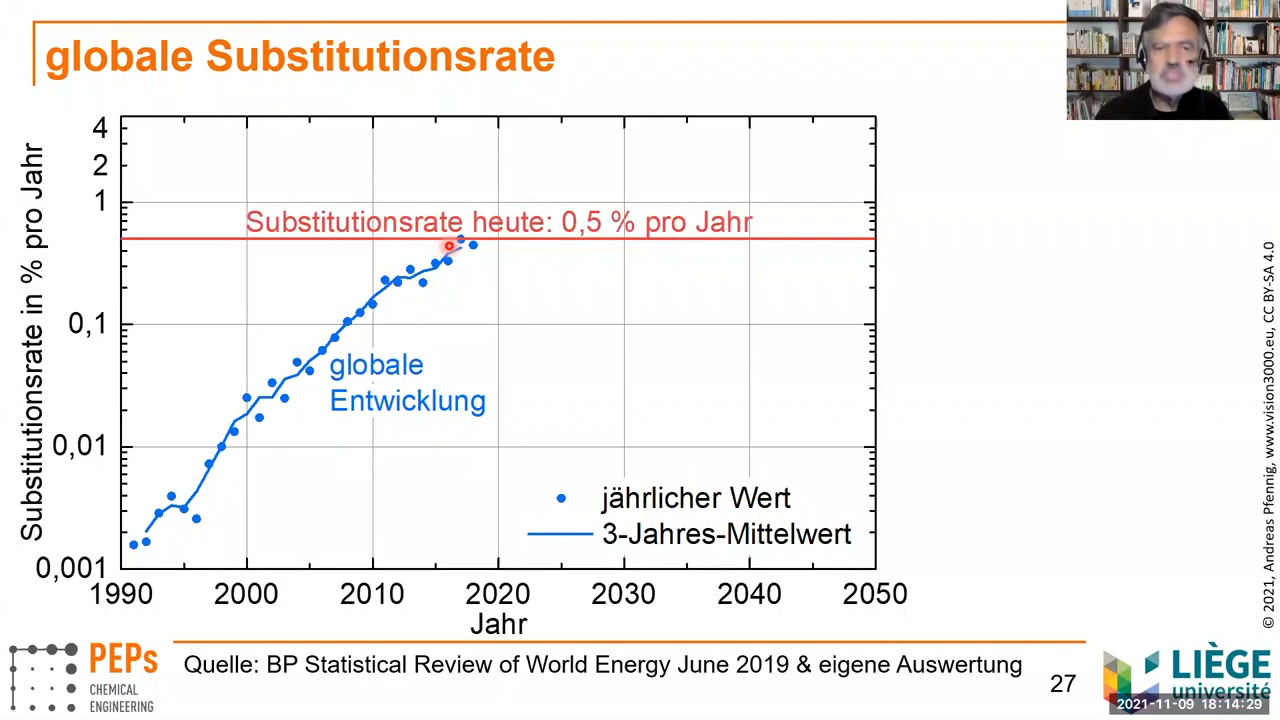 globale Substitutionsrate
Substitutionsrate in % pro Jahr
4
2
1
0,1
0,01
0,001
Substitutionsrate heute: 0,5 % pro Jahr
globale
Entwicklung
jährlicher Wert
3-Jahres-Mittelwert
1990 2000 2010 2020 2030 2040 2050
Jahr
© 2021, Andreas Pfennig, www.vision3000.eu, CC BY-SA 4.0
PEPs
CHEMICAL
ENGINEERING
Quelle: BP Statistical Review of World Energy June 2019 & eigene Auswertung
27
LIÈGE
université
2021-11-09 18:14:29